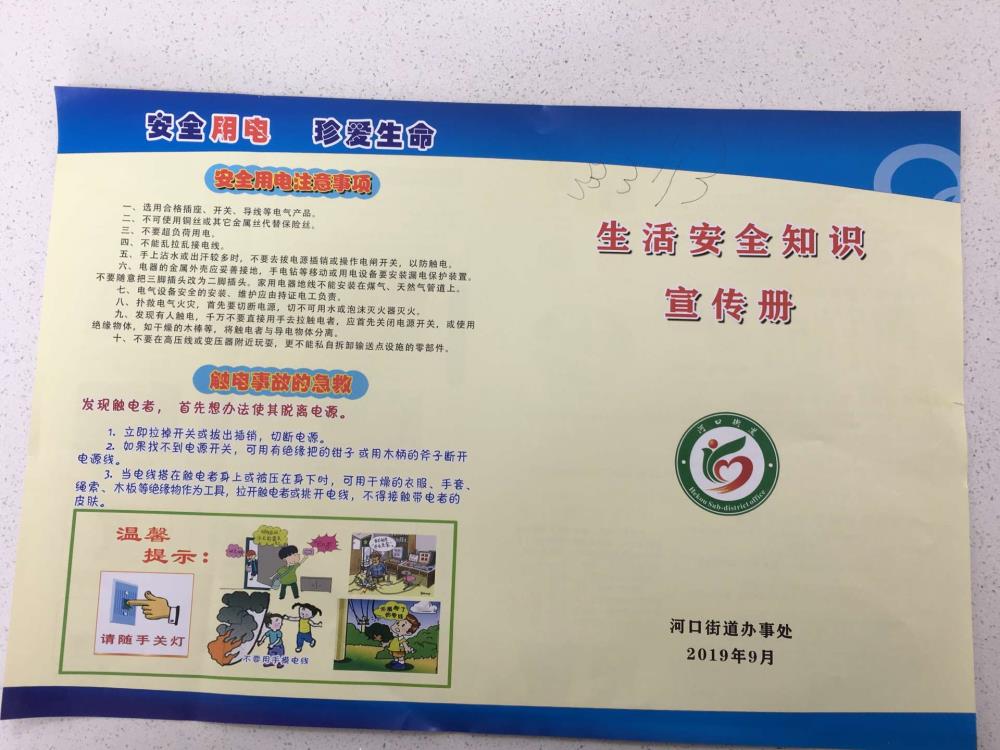 安全用电 珍爱生命
安全用电注意事项
一、选用合格插座、开关、导线等电气产品。
二、不可使用铜丝或其它金属丝代替保险丝。
三、不要超负荷用电。
四、不能乱拉乱接电线。
五、手上沾水或出汗较多时，不要去拔电源插销或操作电闸开关，以防触电。
六、电器的金属外壳应妥善接地，手电钻等移动或用电设备要安装漏电保护装置。
不要随意把三脚插头改为二脚插头。家用电器地线不能安装在煤气、天然气管道上。
七、电气设备安全的安装、维护应由持证电工负责。
八、扑救电气火灾，首先要切断电源，切不可用水或泡沫灭火器灭火。
九、发现有人触电，千万不要直接用手去拉触电者，应首先关闭电源开关，或使用
绝缘物体，如干燥的木棒等，将触电者与导电物体分离。
十、不要在高压线或变压器附近玩耍，更不能私自拆卸输送点设施的零部件。
触电事故的急救
发现触电者，首先想办法使其脱离电源。
1. 立即拉掉开关或拔出插销，切断电源。
2. 如果找不到电源开关，可用有绝缘把的钳子或用木柄的斧子断开
电源线。
3. 当电线搭在触电者身上或被压在身下时，可用干燥的衣服、手套、
绳索、木板等绝缘物作为工具，拉开触电者或挑开电线，不得接触带电者的
皮肤。
温馨
提示：
请随手关灯
不要用手摸电线
生活安全知识
宣传册
河口街道
Hekou Sub-district office
河口街道办事处
2019年9月